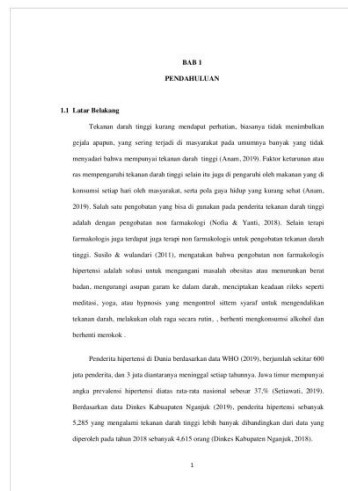 BAB 1
PENDAHULUAN
1.1 Latar Belakang
Tekanan darah tinggi kurang mendapat perhatian, biasanya tidak menimbulkan
gejala apapun, yang sering terjadi di masyarakat pada umumnya banyak yang tidak
menyadari bahwa mempunyai tekanan darah tinggi (Anam, 2019). Faktor keturunan atau
ras mempengaruhi tekanan darah tinggi selain itu juga di pengaruhi oleh makanan yang di
konsumsi setiap hari oleh masyarakat, serta pola gaya hidup yang kurang sehat (Anam,
2019). Salah satu pengobatan yang bisa di gunakan pada penderita tekanan darah tinggi
adalah dengan pengobatan non farmakologi (Nofia & Yanti, 2018). Selain terapi
farmakologis juga terdapat juga terapi non farmakologis untuk pengobatan tekanan darah
tinggi. Susilo & wulandari (2011), mengatakan bahwa pengobatan non farmakologis
hipertensi adalah solusi untuk mengangani masalah obesitas atau menurunkan berat
badan, mengurangi asupan garam ke dalam darah, menciptakan keadaan rileks seperti
meditasi, yoga, atau hypnosis yang mengontrol sittem syaraf untuk mengendalikan
tekanan darah, melakukan olah raga secara rutin, , berhenti mengkonsumsi alkohol dan
berhenti merokok .
Penderita hipertensi di Dunia berdasarkan data WHO (2019), berjumlah sekitar 600
juta penderita, dan 3 juta diantaranya meninggal setiap tahunnya. Jawa timur mempunyai
angka prevalensi hipertensi diatas rata-rata nasional sebesar 37,% (Setiawati, 2019).
Berdasarkan data Dinkes Kabuapaten Nganjuk (2019), penderita hipertensi sebanyak
5,285 yang mengalami tekanan darah tinggi lebih banyak dibandingkan dari data yang
diperoleh pada tahun 2018 sebanyak 4,615 orang (Dinkes Kabupaten Nganjuk, 2018).
1